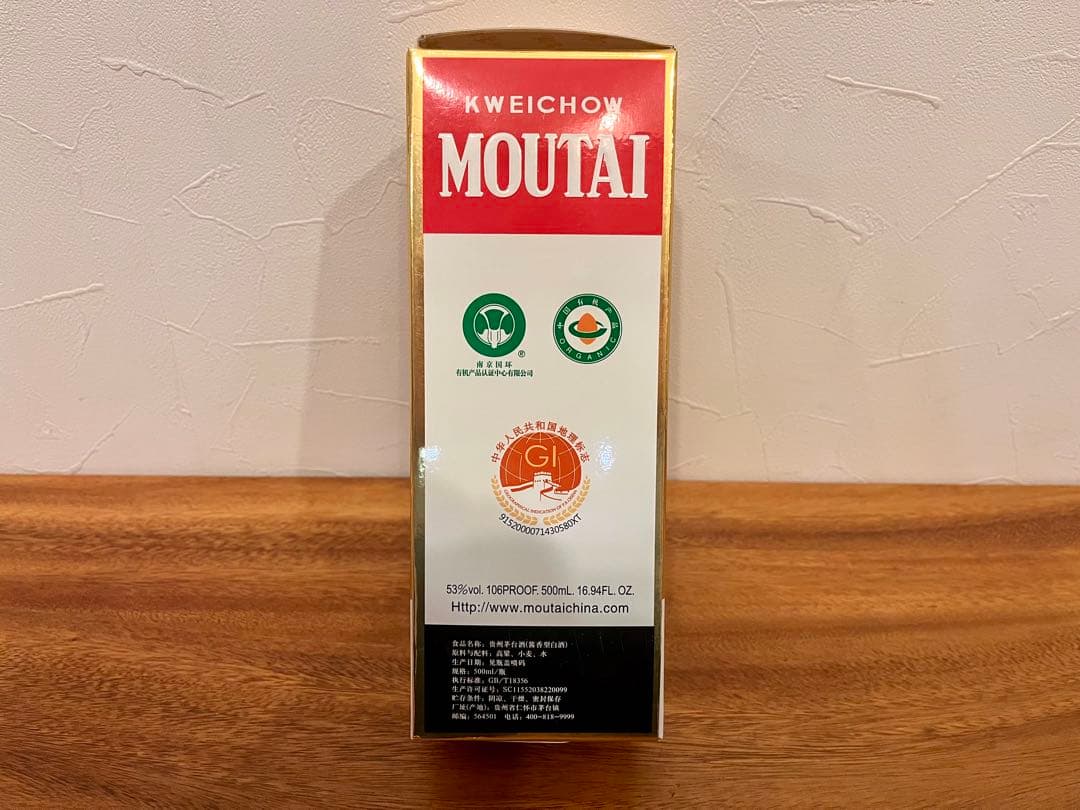 KWEICHOW
MOUTAI
中国有机产品
ORGANIC
®
南京国环
有机产品认证中心有限公司
中华人民共和国地理标志
GI
GEOGRAPHICAL INDICATION OF P.R.CHINA
91520000714305580XT
53%vol. 106PROOF. 500mL. 16.94FL. OZ.
Http://www.moutaichina.com
食品名称：贵州茅台酒(酱香型白酒)
原料与配料：高粱、小麦、水
生产日期：见瓶盖喷码
规格：500ml/瓶
执行标准：GB/T18356
生产许可证号：SC11552038220099
贮存条件：阴凉、干燥、密封保存
厂址(产地)：贵州省仁怀市茅台镇
邮编：564501 电话：400-818-9999